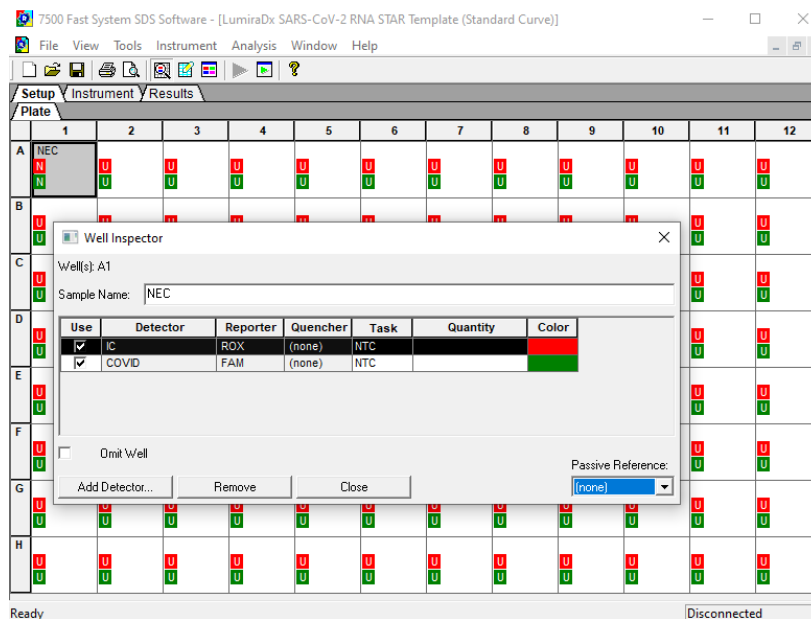 7500 Fast System SDS Software - [LumiraDx SARS-CoV-2 RNA STAR Template (Standard Curve)]
File View Tools Instrument Analysis Window Help
Setup Instrument Results
Plate
1 2 3 4 5 6 7 8 9 10 11 12
A NEC
N U U U U U U U U U U U
N U U U U U U U U U U U
B
U U U U U U U U U U U U
U Well Inspector U U
C Well(s): A1
U Sample Name: NEC U U
U U U
D Use Detector Reporter Quencher Task Quantity Color
U IC ROX (none) NTC U U
U COVID FAM (none) NTC U U
E
U U U
U U U
F
U Omit Well U U
U Passive Reference: U U
G Add Detector... Remove Close (none)
U U U U U U U U U U U U
U U U U U U U U U U U U
H
U U U U U U U U U U U U
U U U U U U U U U U U U
Ready Disconnected